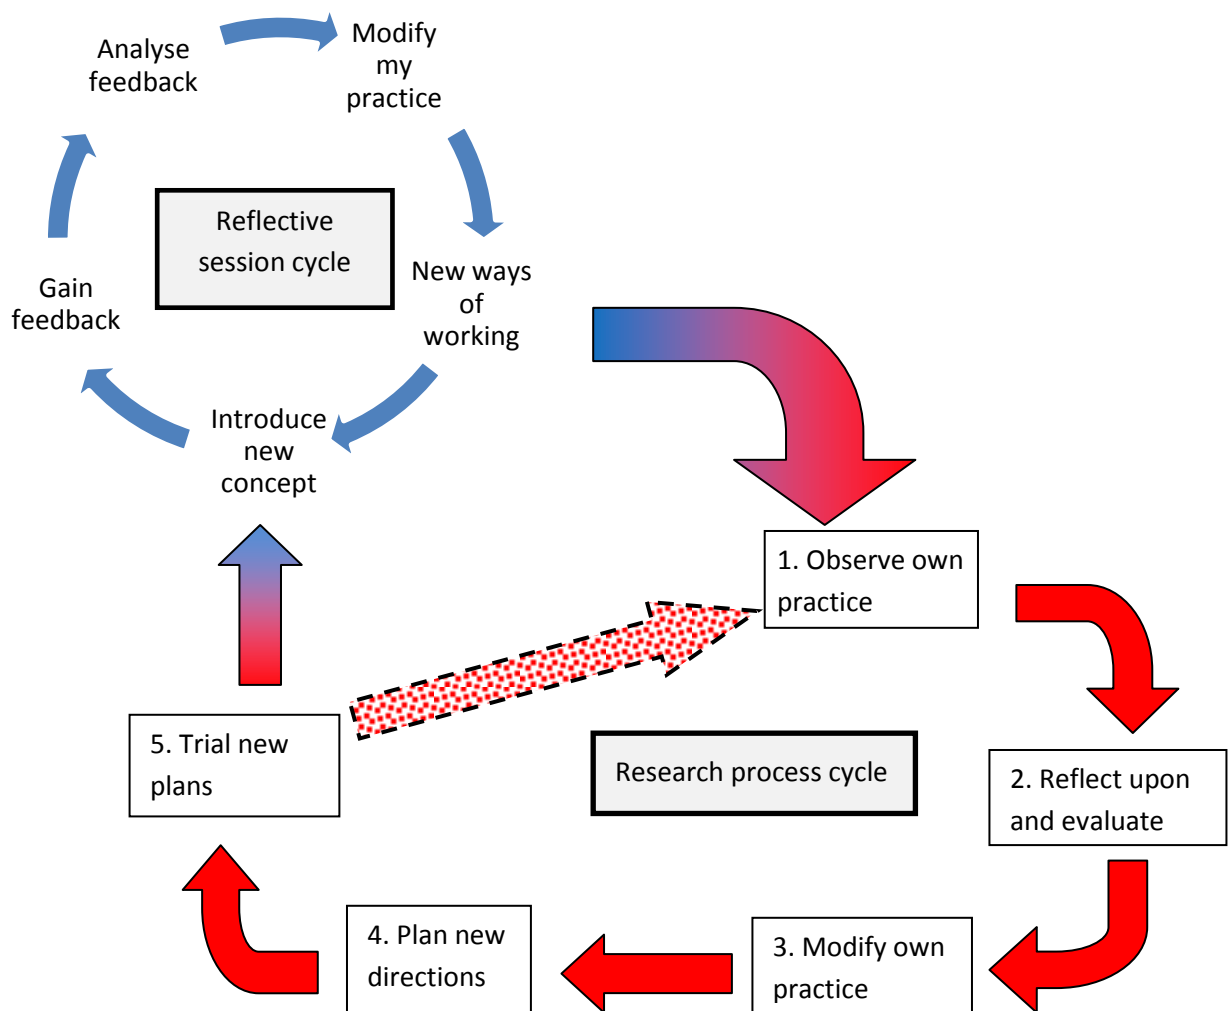 Analyse
feedback
Modify
my
practice
Reflective
session cycle
New ways
of
working
Gain
feedback
Introduce
new
concept
1. Observe own
practice
5. Trial new
plans
Research process cycle
2. Reflect upon
and evaluate
4. Plan new
directions
3. Modify own
practice